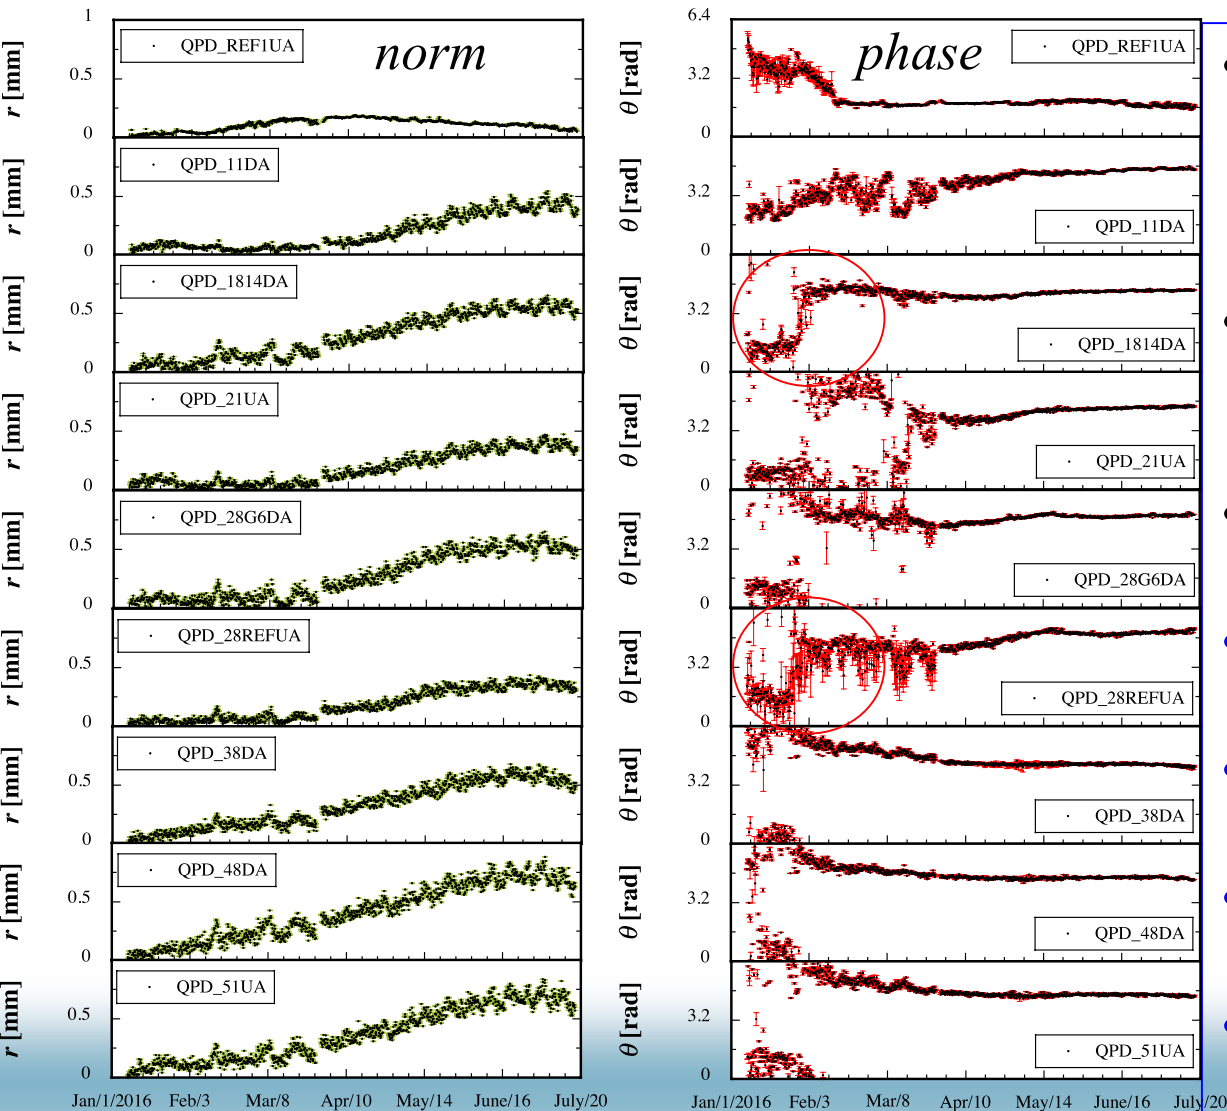 norm
r [mm]
1
0.5
0
QPD_REF1UA
r [mm]
0.5
0
QPD_11DA
r [mm]
0.5
0
QPD_1814DA
r [mm]
0.5
0
QPD_21UA
r [mm]
0.5
0
QPD_28G6DA
r [mm]
0.5
0
QPD_28REFUA
r [mm]
0.5
0
QPD_38DA
r [mm]
0.5
0
QPD_48DA
r [mm]
0.5
0
QPD_51UA
Jan/1/2016 Feb/3 Mar/8 Apr/10 May/14 June/16 July/20
phase
θ [rad]
6.4
3.2
0
QPD_REF1UA
θ [rad]
3.2
0
QPD_11DA
θ [rad]
3.2
0
QPD_1814DA
θ [rad]
3.2
0
QPD_21UA
θ [rad]
3.2
0
QPD_28G6DA
θ [rad]
3.2
0
QPD_28REFUA
θ [rad]
3.2
0
QPD_38DA
θ [rad]
3.2
0
QPD_48DA
θ [rad]
3.2
0
QPD_51UA
Jan/1/2016 Feb/3 Mar/8 Apr/10 May/14 June/16 July/20